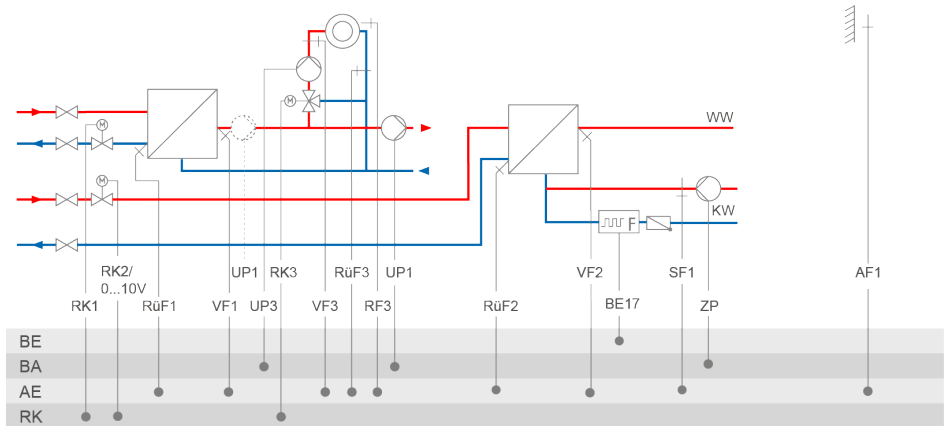 M
M
M
WW
F
KW
RK1
RK2/
0...10V
RüF1
VF1
UP1
UP3
RK3
VF3
RüF3
RF3
UP1
RüF2
VF2
BE17
SF1
ZP
AF1
BE
BA
AE
RK